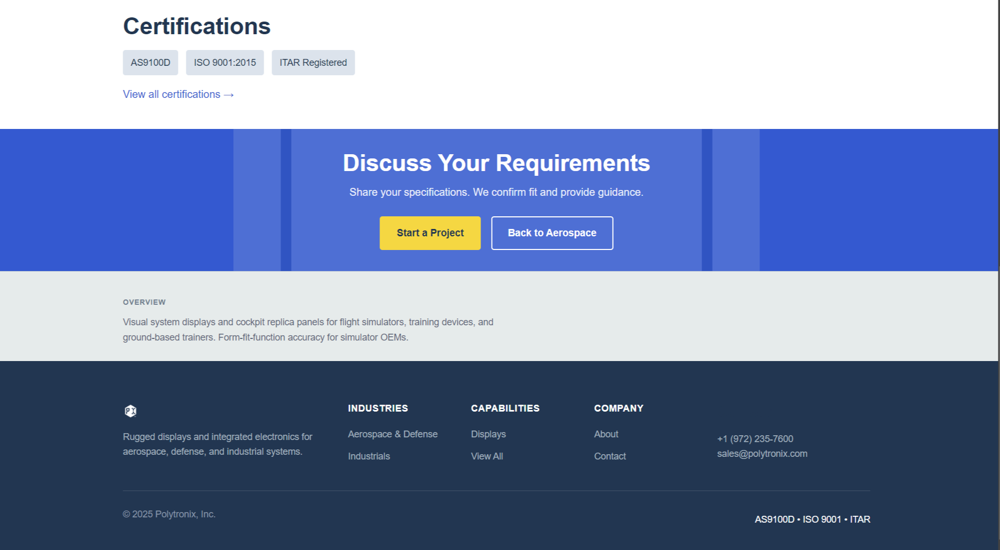 Certifications
AS9100D
ISO 9001:2015
ITAR Registered
View all certifications →
Discuss Your Requirements
Share your specifications. We confirm fit and provide guidance.
Start a Project
Back to Aerospace
OVERVIEW
Visual system displays and cockpit replica panels for flight simulators, training devices, and
ground-based trainers. Form-fit-function accuracy for simulator OEMs.
Rugged displays and integrated electronics for
aerospace, defense, and industrial systems.
INDUSTRIES
Aerospace & Defense
Industrials
CAPABILITIES
Displays
View All
COMPANY
About
Contact
+1 (972) 235-7600
sales@polytronix.com
© 2025 Polytronix, Inc.
AS9100D • ISO 9001 • ITAR